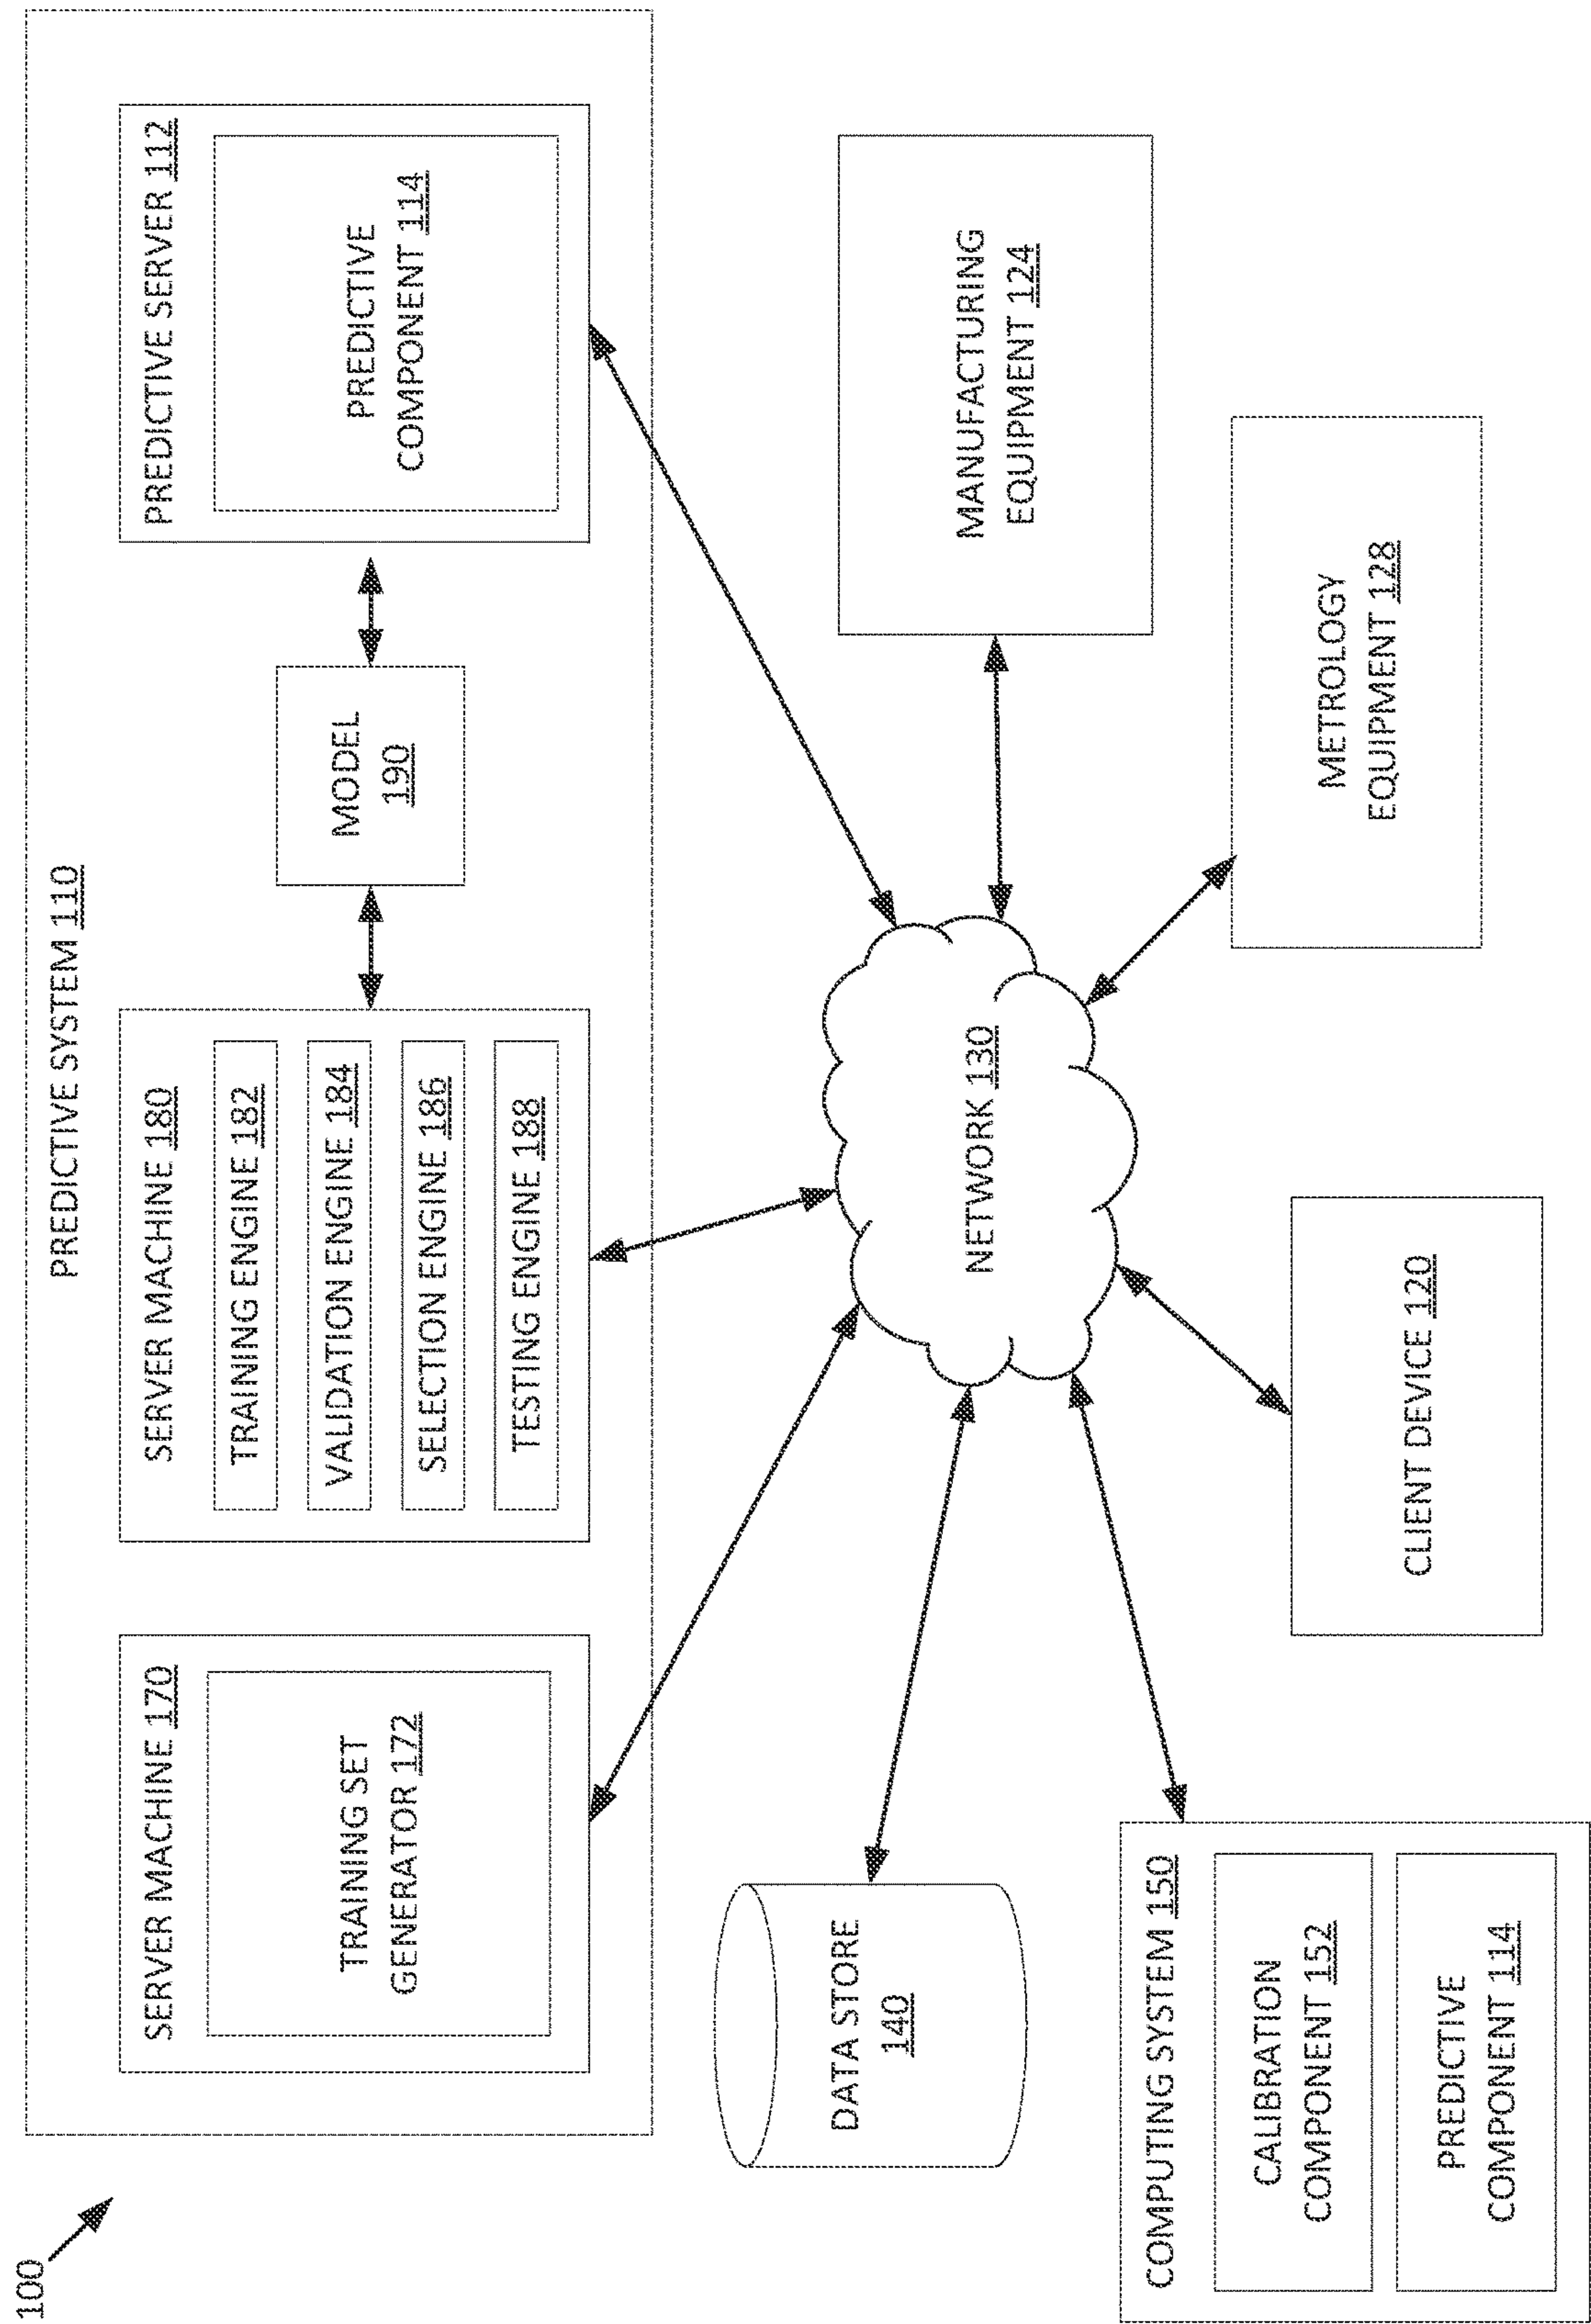 100
PREDICTIVE SYSTEM 110
SERVER MACHINE 170
TRAINING SET
GENERATOR 172
SERVER MACHINE 180
TRAINING ENGINE 182
VALIDATION ENGINE 184
SELECTION ENGINE 186
TESTING ENGINE 188
MODEL
190
PREDICTIVE SERVER 112
PREDICTIVE
COMPONENT 114
DATA STORE
140
NETWORK 130
MANUFACTURING
EQUIPMENT 124
COMPUTING SYSTEM 150
CALIBRATION
COMPONENT 152
PREDICTIVE
COMPONENT 114
CLIENT DEVICE 120
METROLOGY
EQUIPMENT 128